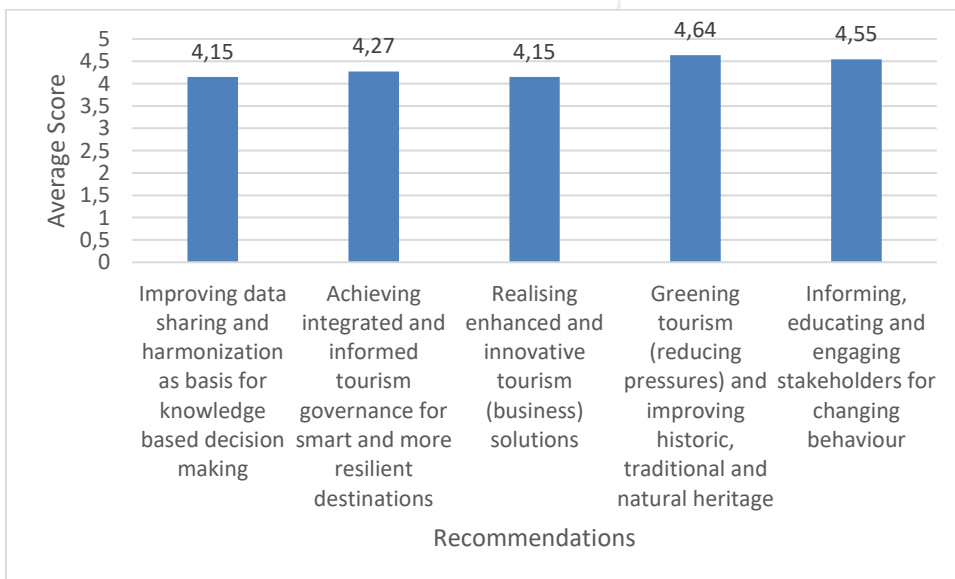 5
4,5
4
3,5
3
2,5
2
1,5
1
0,5
0
Average Score
4,15
4,27
4,15
4,64
4,55
Improving data
sharing and
harmonization
as basis for
knowledge
based decision
making
Achieving
integrated and
informed
tourism
governance for
smart and more
resilient
destinations
Realising
enhanced and
innovative
tourism
(business)
solutions
Greening
tourism
(reducing
pressures) and
improving
historic,
traditional and
natural heritage
Informing,
educating and
engaging
stakeholders for
changing
behaviour
Recommendations